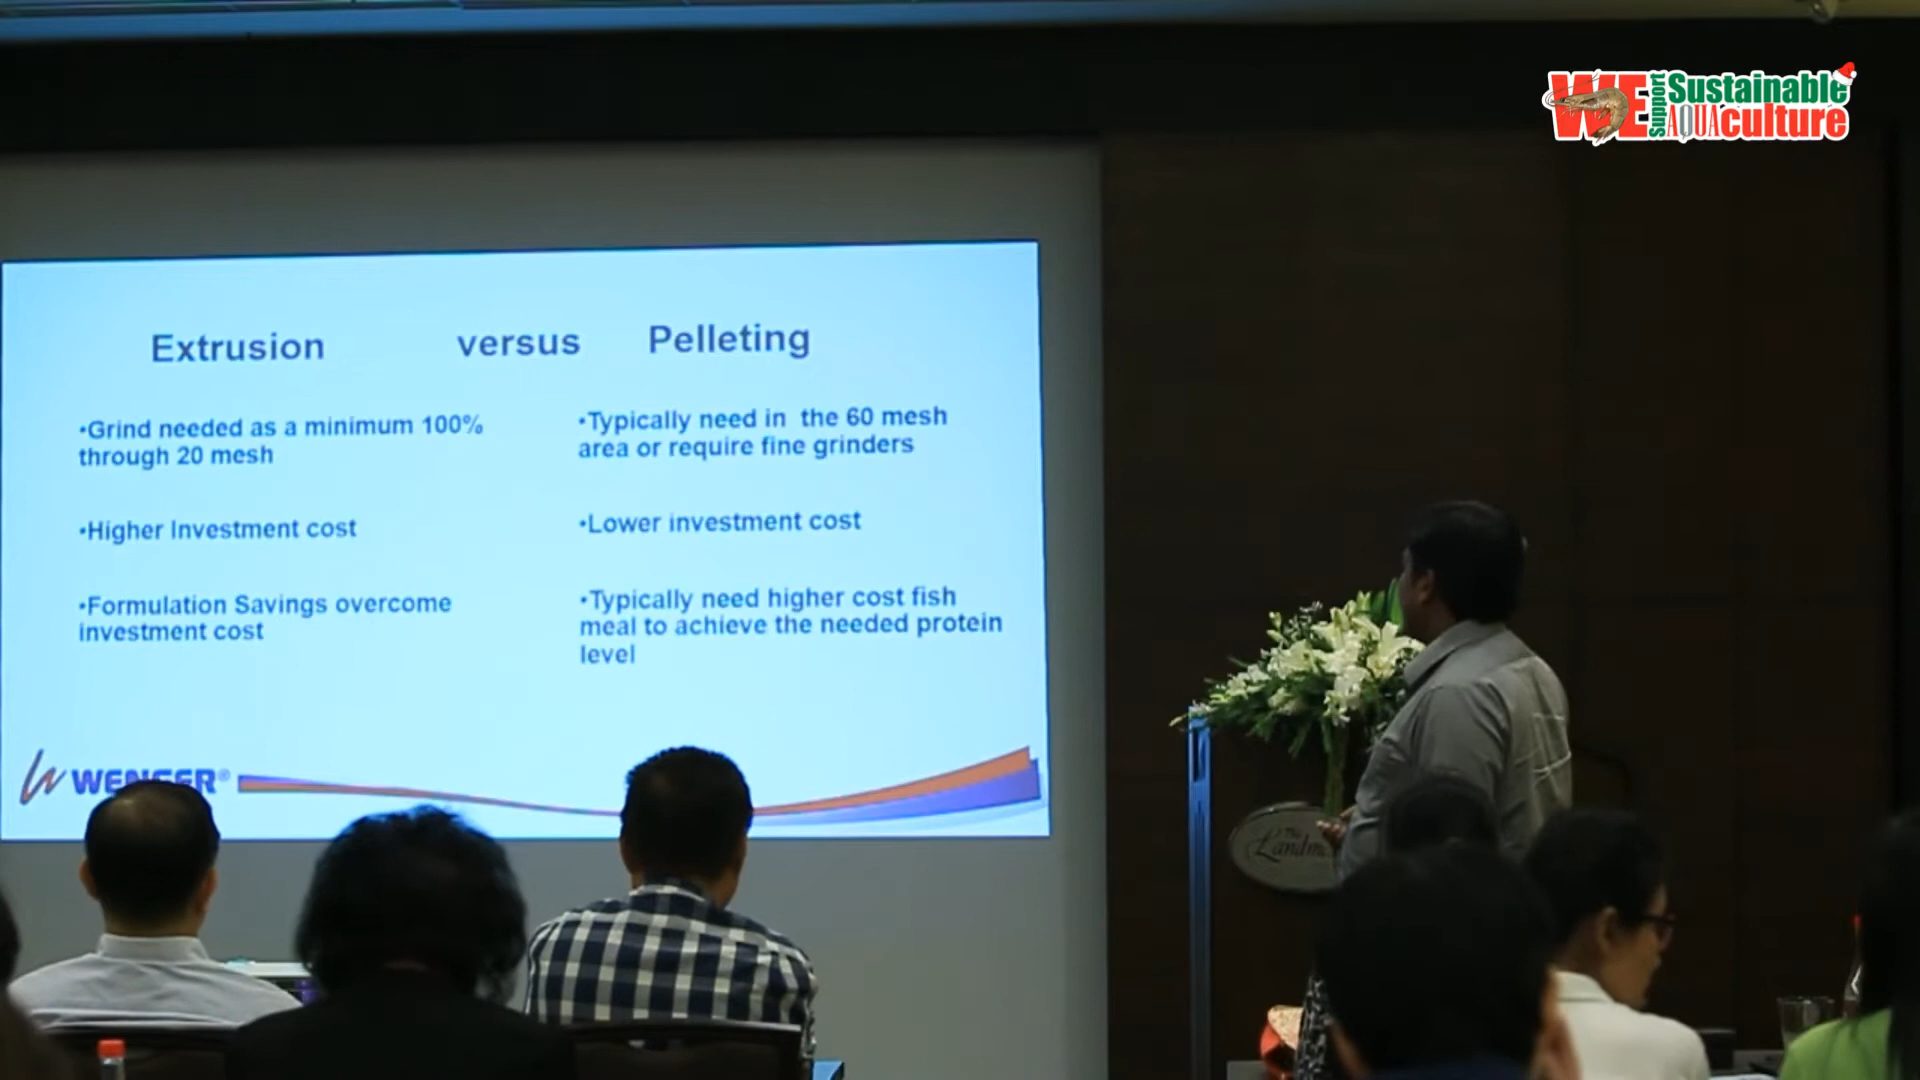 WE Support Sustainable
AQUAculture
Extrusion versus Pelleting
•Grind needed as a minimum 100%
through 20 mesh
•Higher Investment cost
•Formulation Savings overcome
investment cost
•Typically need in the 60 mesh
area or require fine grinders
•Lower investment cost
•Typically need higher cost fish
meal to achieve the needed protein
level
WENGER®
The